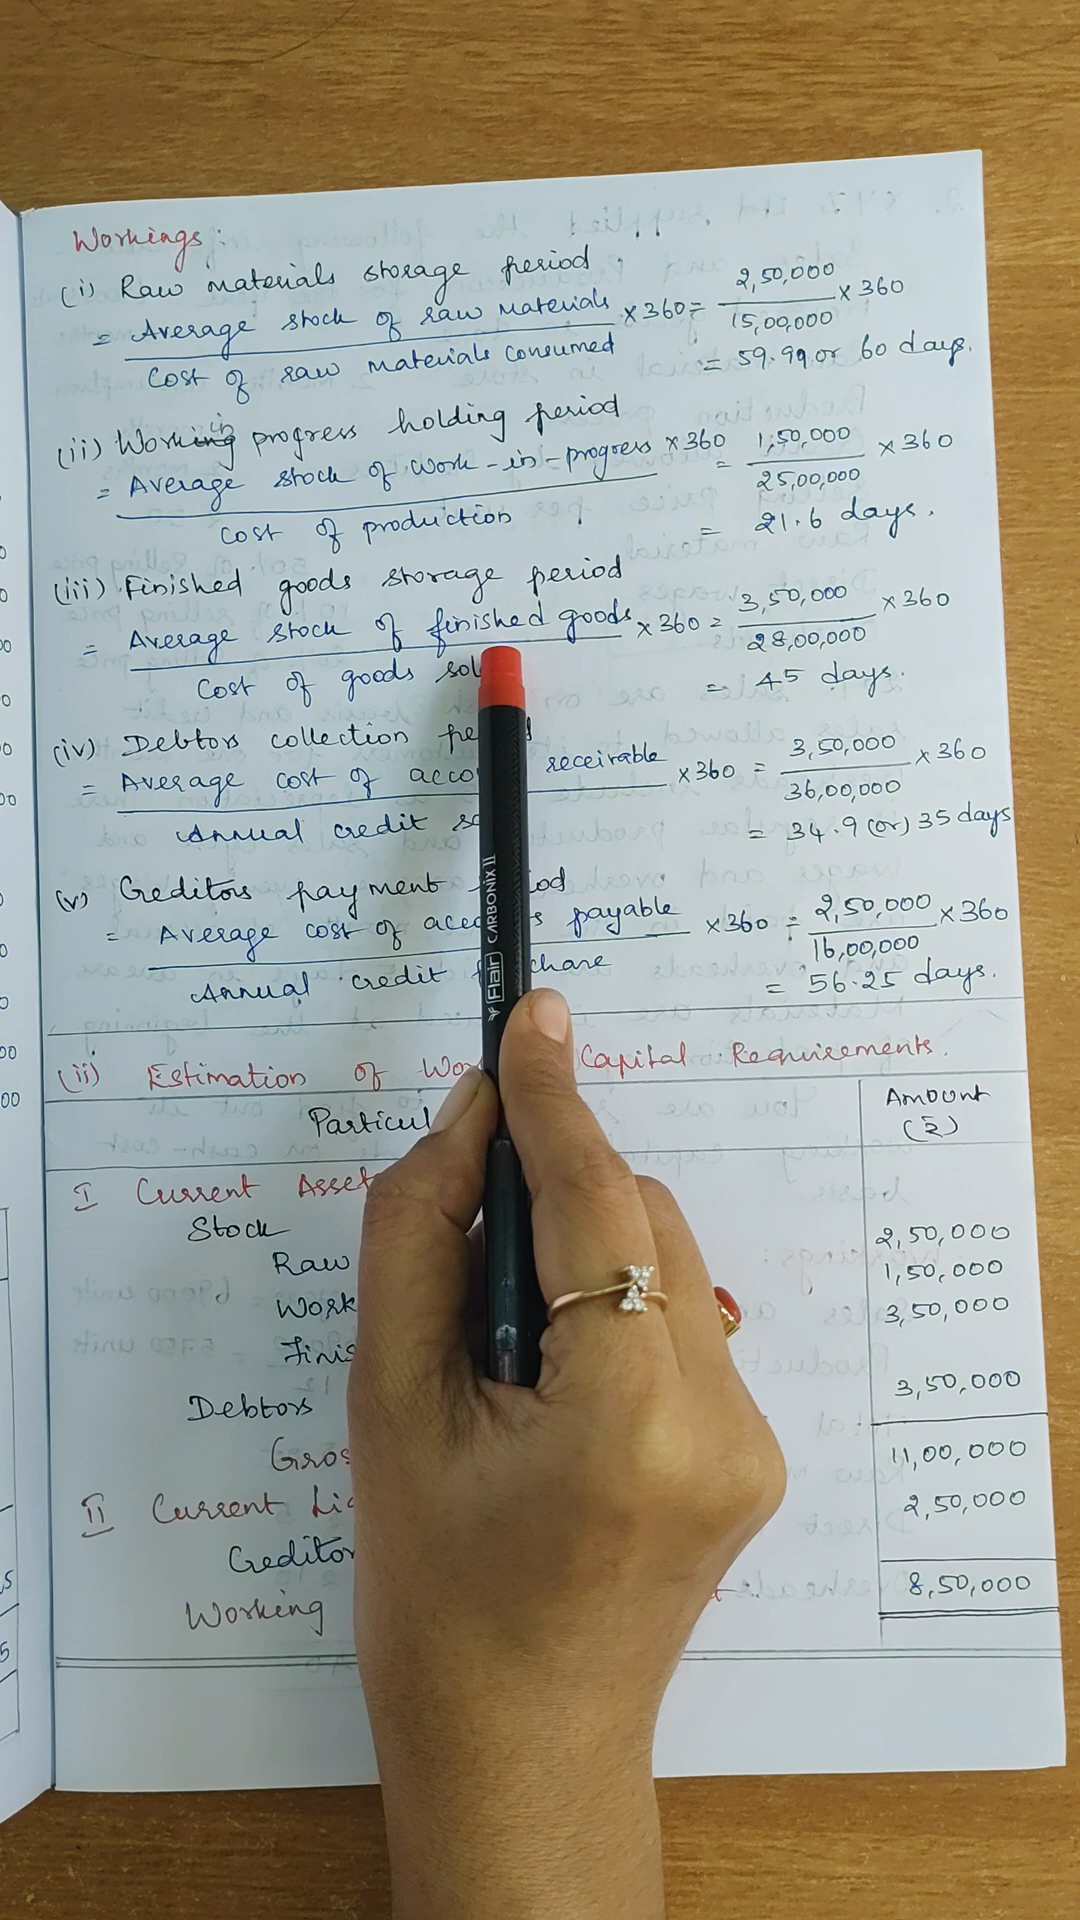 Workings:
(i) Raw materials storage period.
= Average stock of raw materials / Cost of raw materials consumed × 360 = 2,50,000 / 15,00,000 × 360
= 59.99 or 60 days.
(ii) Working in progress holding period
= Average stock of work-in-progress / Cost of production × 360 = 1,50,000 / 25,00,000 × 360
= 21.6 days.
(iii) Finished goods storage period
= Average stock of finished goods / Cost of goods × 360 = 3,50,000 / 28,00,000 × 360
= 45 days.
(iv) Debtors collection
= Average cost of receivable / Annual credit × 360 = 3,50,000 / 36,00,000 × 360
= 34.9 (or) 35 days
(v) Creditors payment
= Average cost of payable / Annual credit × 360 = 2,50,000 / 16,00,000 × 360
= 56.25 days.
(ii) Estimation of Capital Requirements.
Amount
(₹)
I Current
Stock
Raw 2,50,000
Work 1,50,000
3,50,000
Debtors 3,50,000
11,00,000
II Current
2,50,000
Working 8,50,000
Flair CARBONIX II